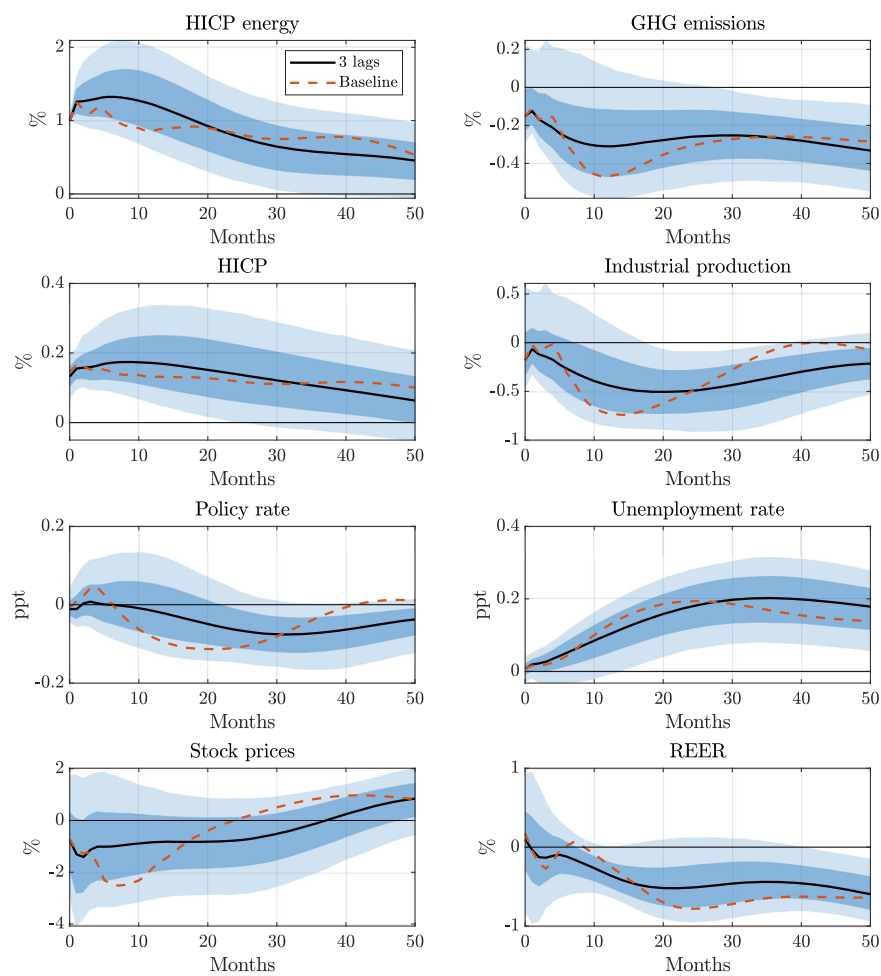 HICP energy
2
1
0
%
3 lags
Baseline
0 10 20 30 40 50
Months
GHG emissions
0.2
0
-0.2
-0.4
%
0 10 20 30 40 50
Months
HICP
0.4
0.2
0
%
0 10 20 30 40 50
Months
Industrial production
0.5
0
-0.5
-1
%
0 10 20 30 40 50
Months
Policy rate
0.2
0
-0.2
ppt
0 10 20 30 40 50
Months
Unemployment rate
0.4
0.2
0
ppt
0 10 20 30 40 50
Months
Stock prices
2
0
-2
-4
%
0 10 20 30 40 50
Months
REER
1
0
-1
%
0 10 20 30 40 50
Months